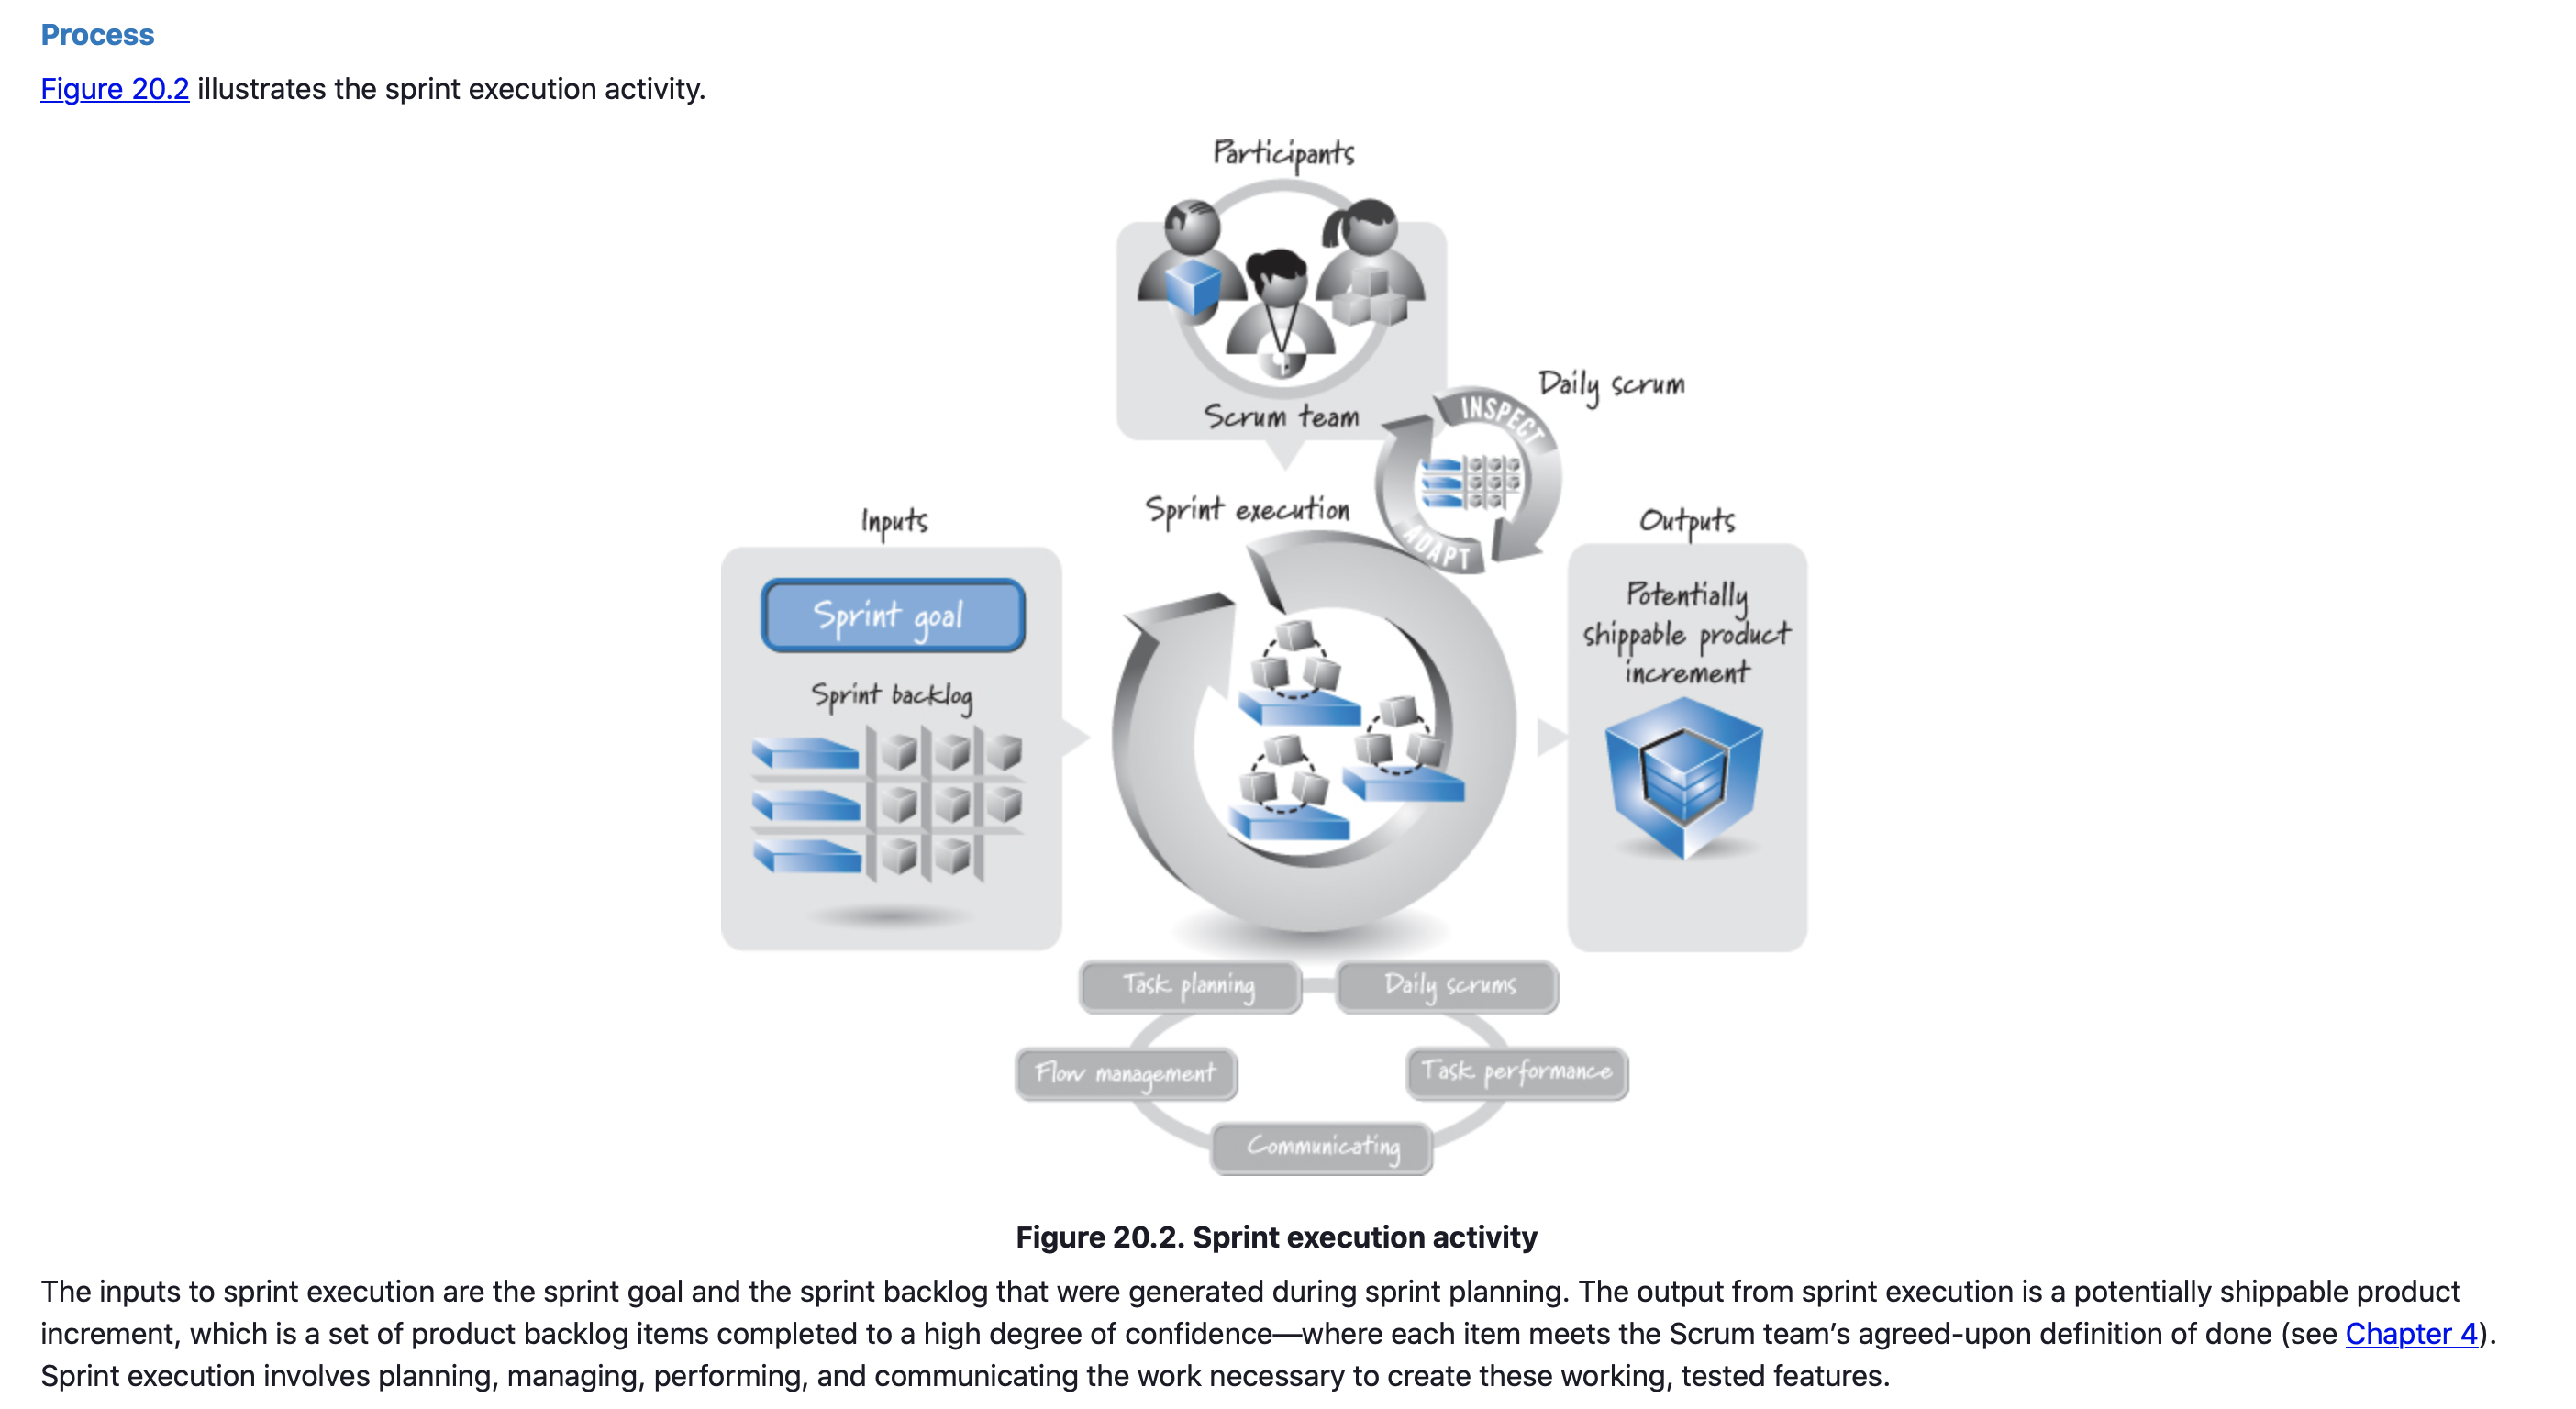 Process
Figure 20.2 illustrates the sprint execution activity.
Participants
Scrum team
Daily scrum
INSPECT
ADAPT
Sprint execution
Inputs
Sprint goal
Sprint backlog
Outputs
Potentially
shippable product
increment
Task planning
Daily scrums
Flow management
Task performance
Communicating
Figure 20.2. Sprint execution activity
The inputs to sprint execution are the sprint goal and the sprint backlog that were generated during sprint planning. The output from sprint execution is a potentially shippable product
increment, which is a set of product backlog items completed to a high degree of confidence—where each item meets the Scrum team’s agreed-upon definition of done (see Chapter 4).
Sprint execution involves planning, managing, performing, and communicating the work necessary to create these working, tested features.